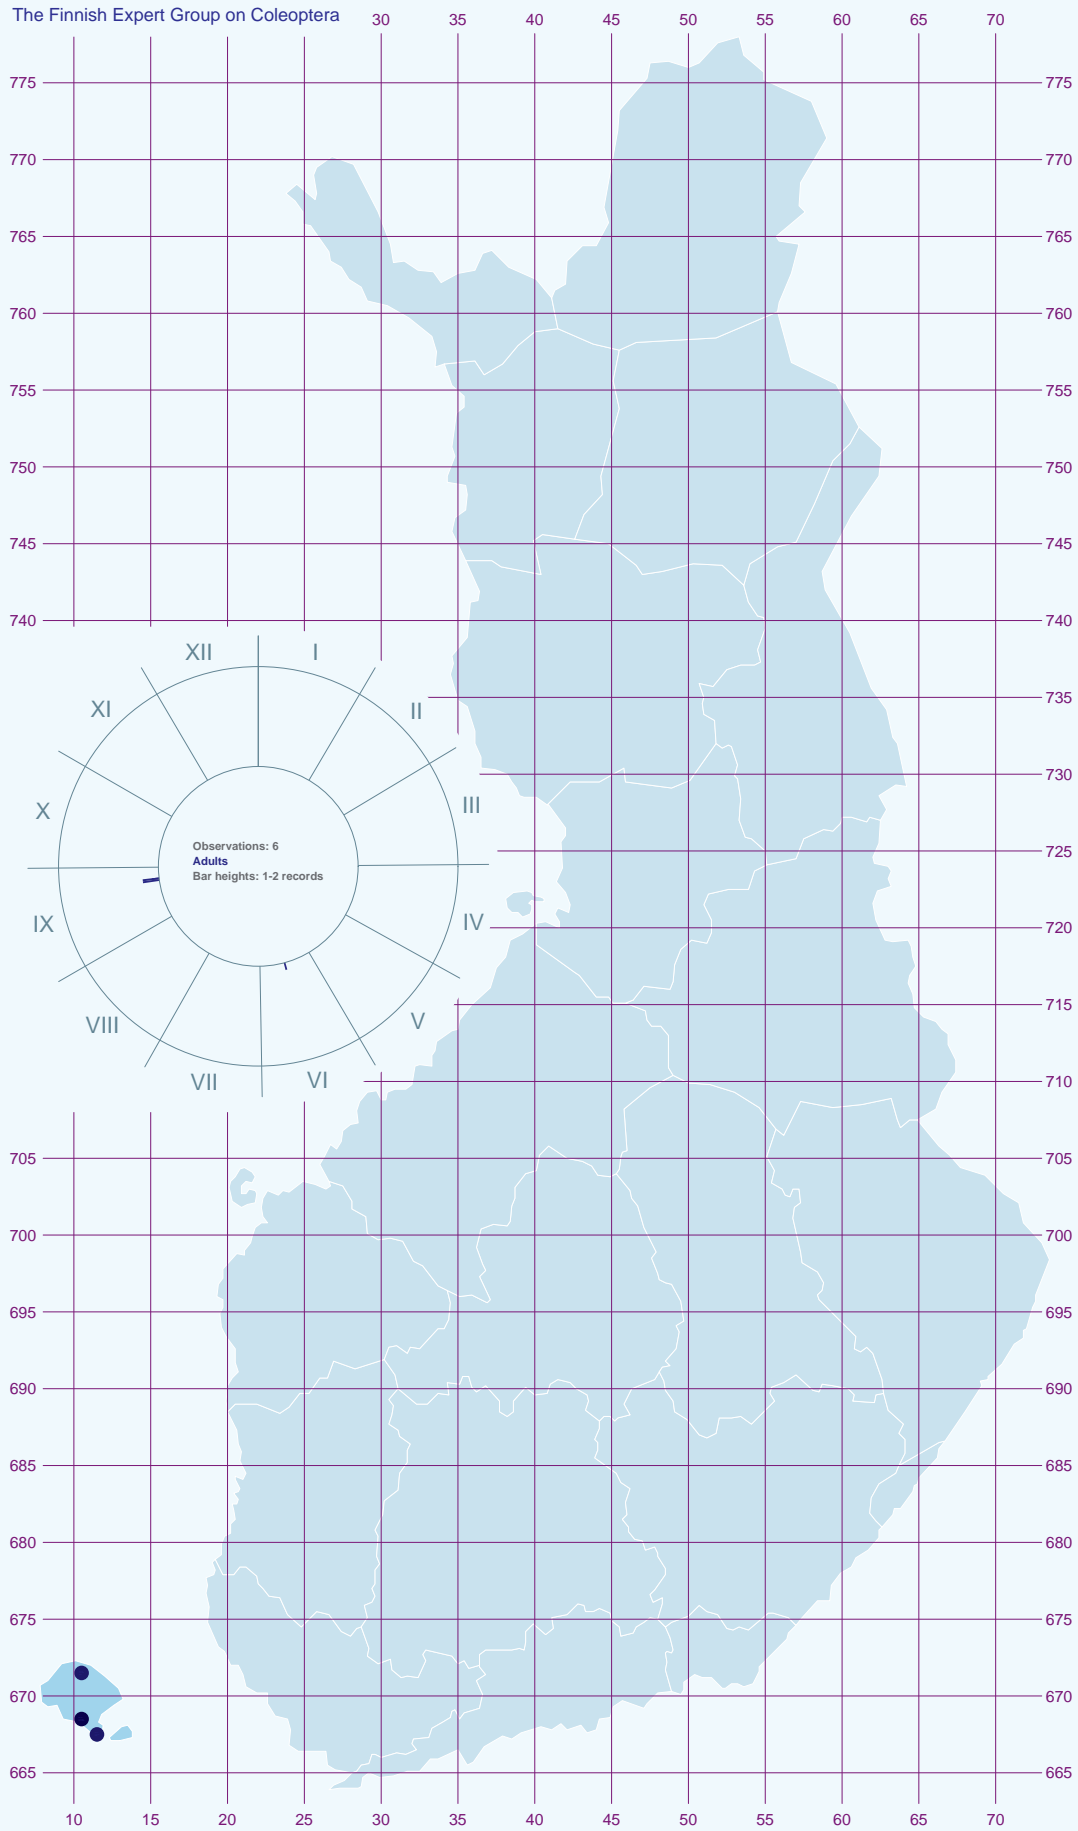 The Finnish Expert Group on Coleoptera 30 35 40 45 50 55 60 65 70
775 775
770 770
765 765
760 760
755 755
750 750
745 745
740 740
XII I
XI II
735
730
X III
725
Observations: 6
Adults
Bar heights: 1-2 records
IX IV
720
715
VIII V
VII VI
710
705 705
700 700
695 695
690 690
685 685
680 680
675 675
670 670
665 665
10 15 20 25 30 35 40 45 50 55 60 65 70